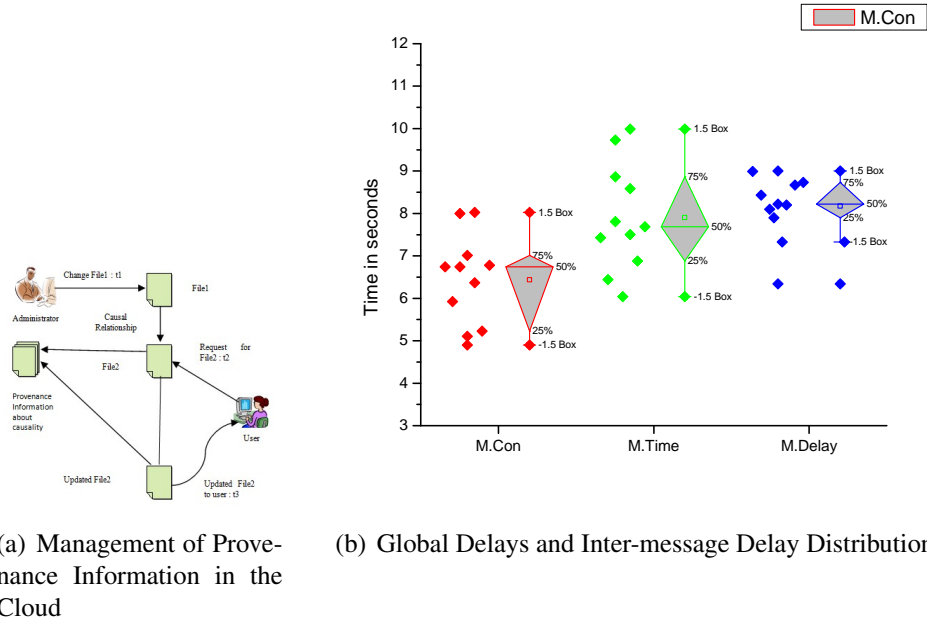 M.Con
12
11
10
9
8
7
6
5
4
3
Time in seconds
1.5 Box
75%
50%
25%
-1.5 Box
1.5 Box
75%
50%
25%
-1.5 Box
1.5 Box
75%
50%
25%
-1.5 Box
M.Con
M.Time
M.Delay
Change File1 : t1
File1
Administrator
Causal
Relationship
Request for
File2 : t2
File2
Provenance
Information
about
causality
User
Updated File2
Updated File2
to user : t3
(a) Management of Prove-
nance Information in the
Cloud
(b) Global Delays and Inter-message Delay Distribution